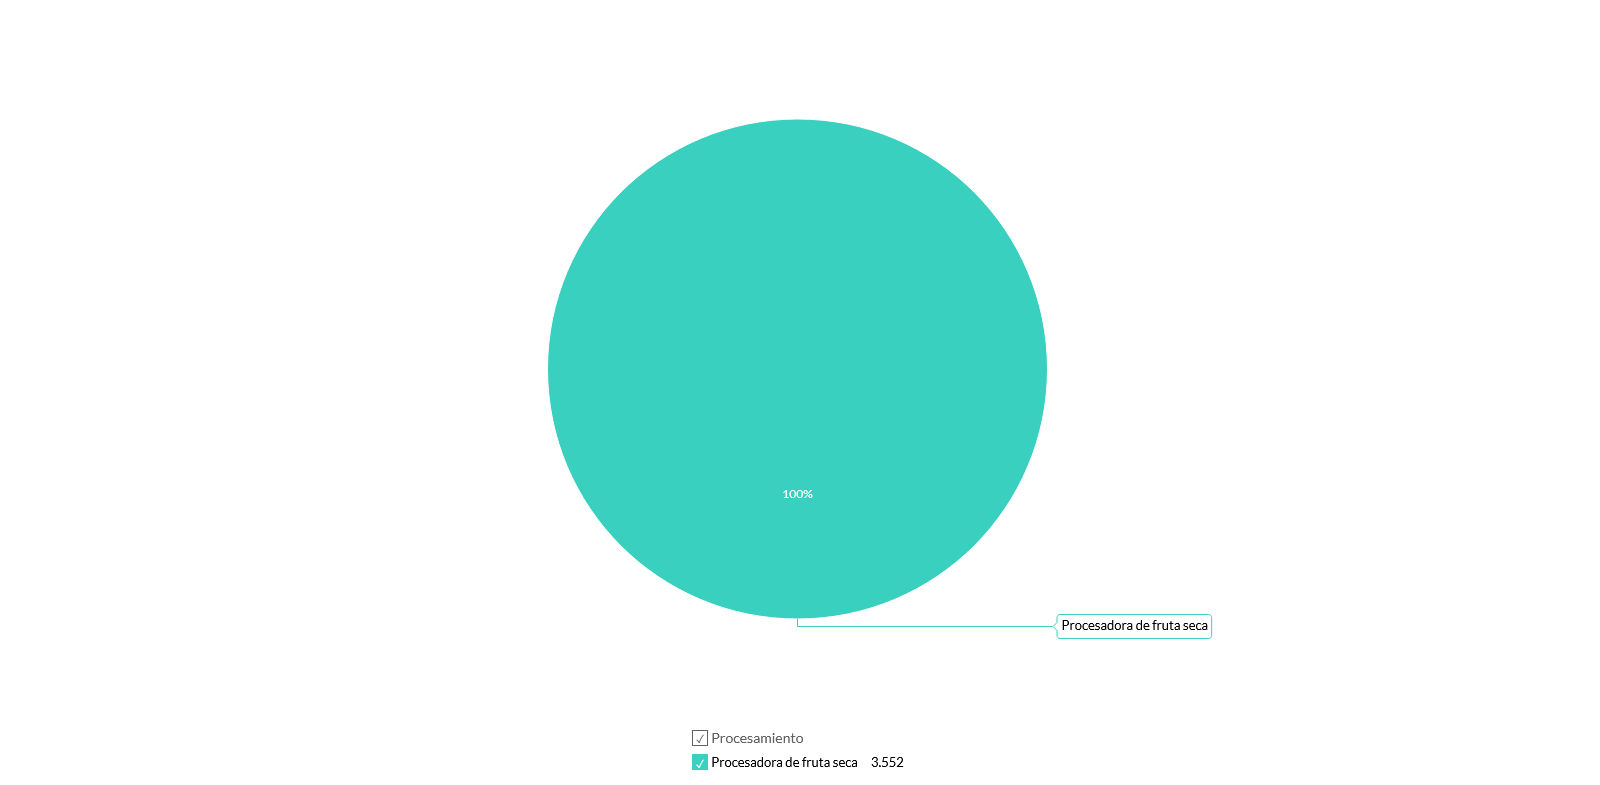 100%
Procesadora de fruta seca
Procesamiento
Procesadora de fruta seca 3.552